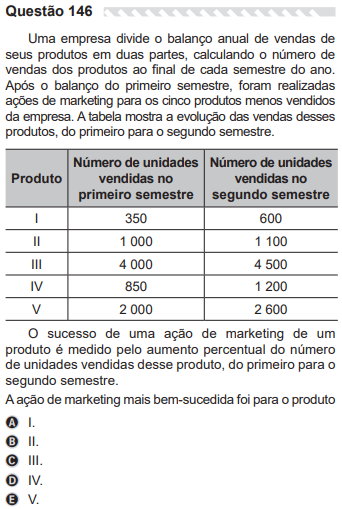 Questão 146
Uma empresa divide o balanço anual de vendas de
seus produtos em duas partes, calculando o número de
vendas dos produtos ao final de cada semestre do ano.
Após o balanço do primeiro semestre, foram realizadas
ações de marketing para os cinco produtos menos vendidos
da empresa. A tabela mostra a evolução das vendas desses
produtos, do primeiro para o segundo semestre.
Produto Número de unidades vendidas no primeiro semestre Número de unidades vendidas no segundo semestre
I 350 600
II 1 000 1 100
III 4 000 4 500
IV 850 1 200
V 2 000 2 600
O sucesso de uma ação de marketing de um
produto é medido pelo aumento percentual do número
de unidades vendidas desse produto, do primeiro para o
segundo semestre.
A ação de marketing mais bem-sucedida foi para o produto
A I.
B II.
C III.
D IV.
E V.